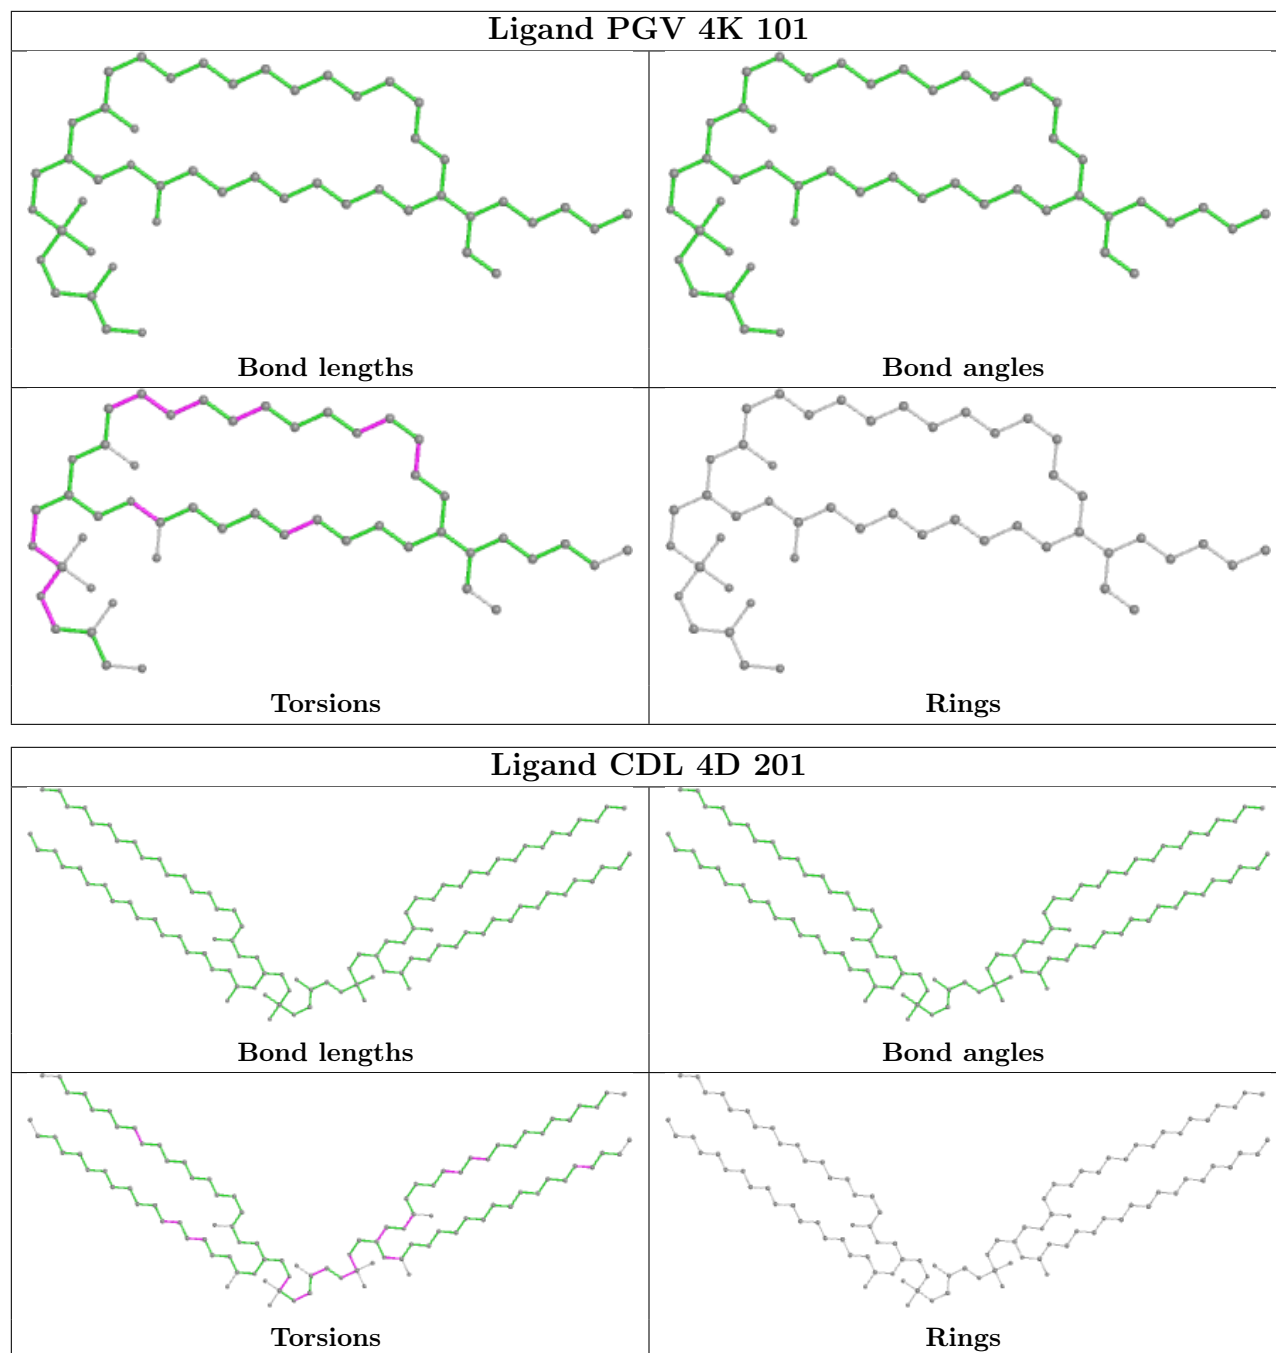 Ligand PGV 4K 101
Bond lengths
Bond angles
Torsions
Rings
Ligand CDL 4D 201
Bond lengths
Bond angles
Torsions
Rings